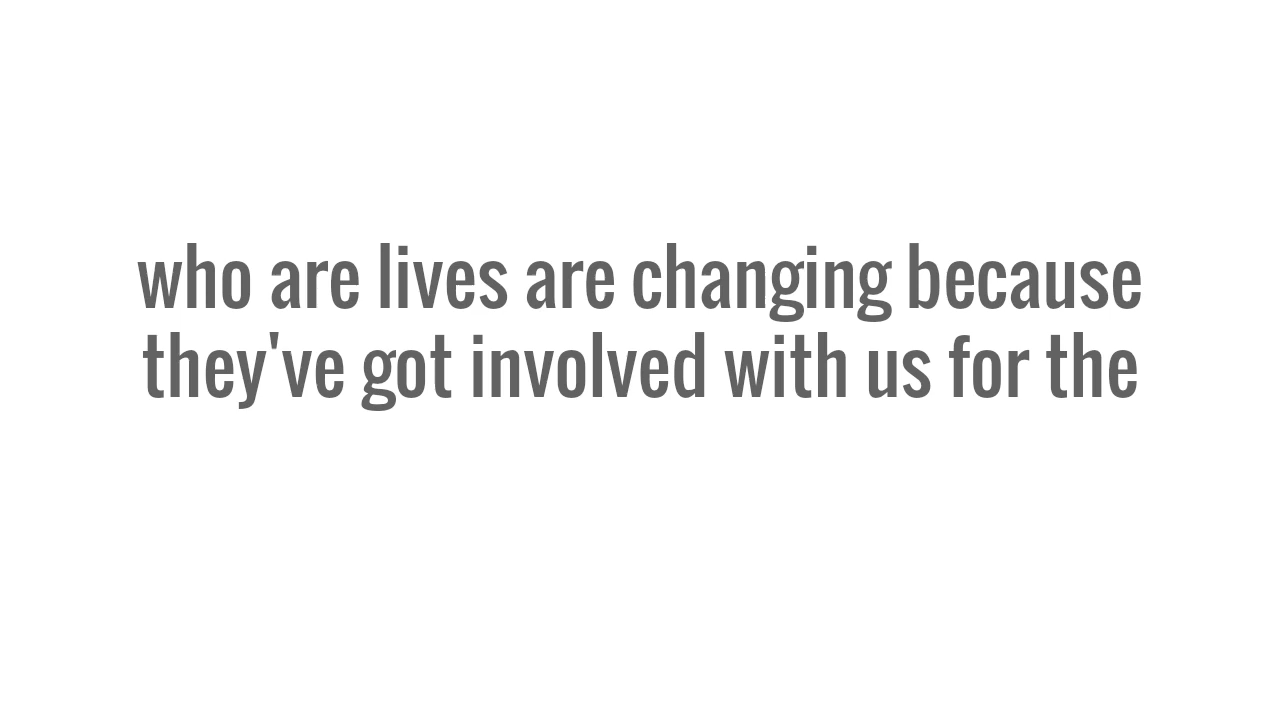 who are lives are changing because
they've got involved with us for the